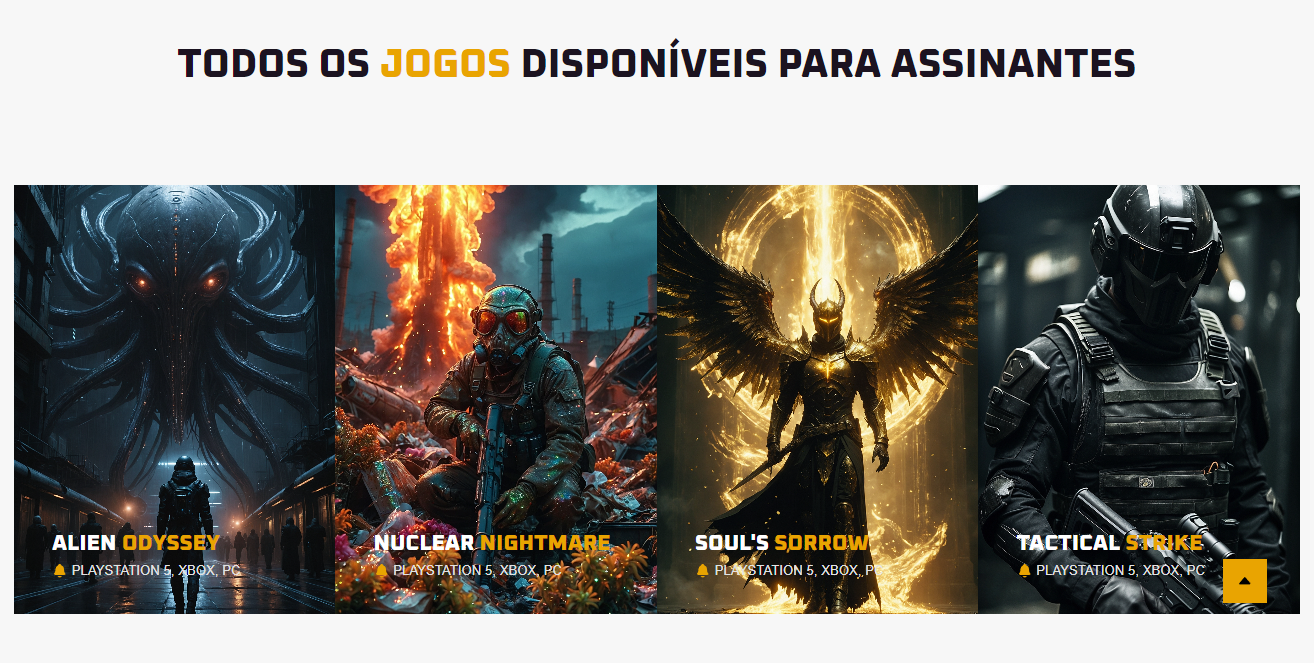 TODOS OS JOGOS DISPONÍVEIS PARA ASSINANTES
ALIEN ODYSSEY
PLAYSTATION 5, XBOX, PC
NUCLEAR NIGHTMARE
PLAYSTATION 5, XBOX, PC
SOUL'S SORROW
PLAYSTATION 5, XBOX, PC
TACTICAL STRIKE
PLAYSTATION 5, XBOX, PC